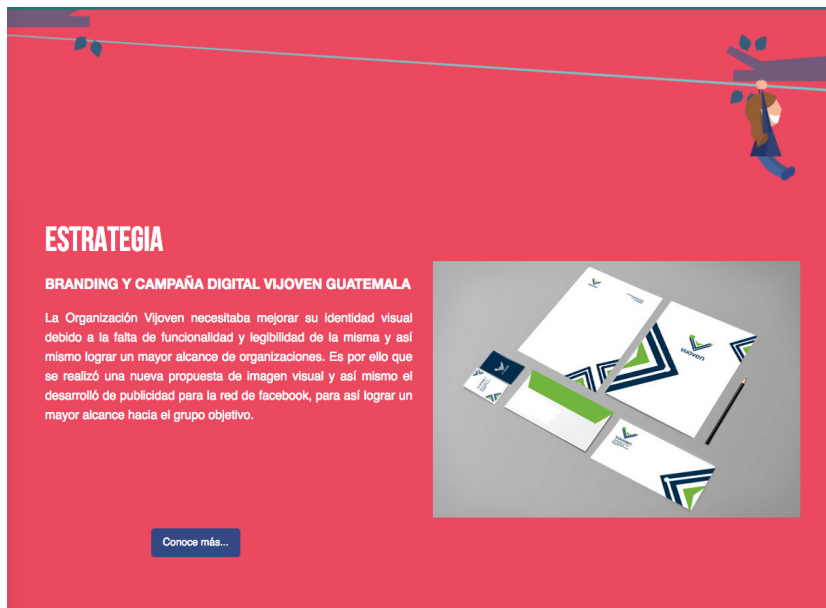 ESTRATEGIA
BRANDING Y CAMPAÑA DIGITAL VIJOVEN GUATEMALA
La Organización Vijoven necesitaba mejorar su identidad visual
debido a la falta de funcionalidad y legibilidad de la misma y así
mismo lograr un mayor alcance de organizaciones. Es por ello que
se realizó una nueva propuesta de imagen visual y así mismo el
desarrolló de publicidad para la red de facebook, para así lograr un
mayor alcance hacia el grupo objetivo.
VIJOVEN
VIJOVEN
Conoce más...